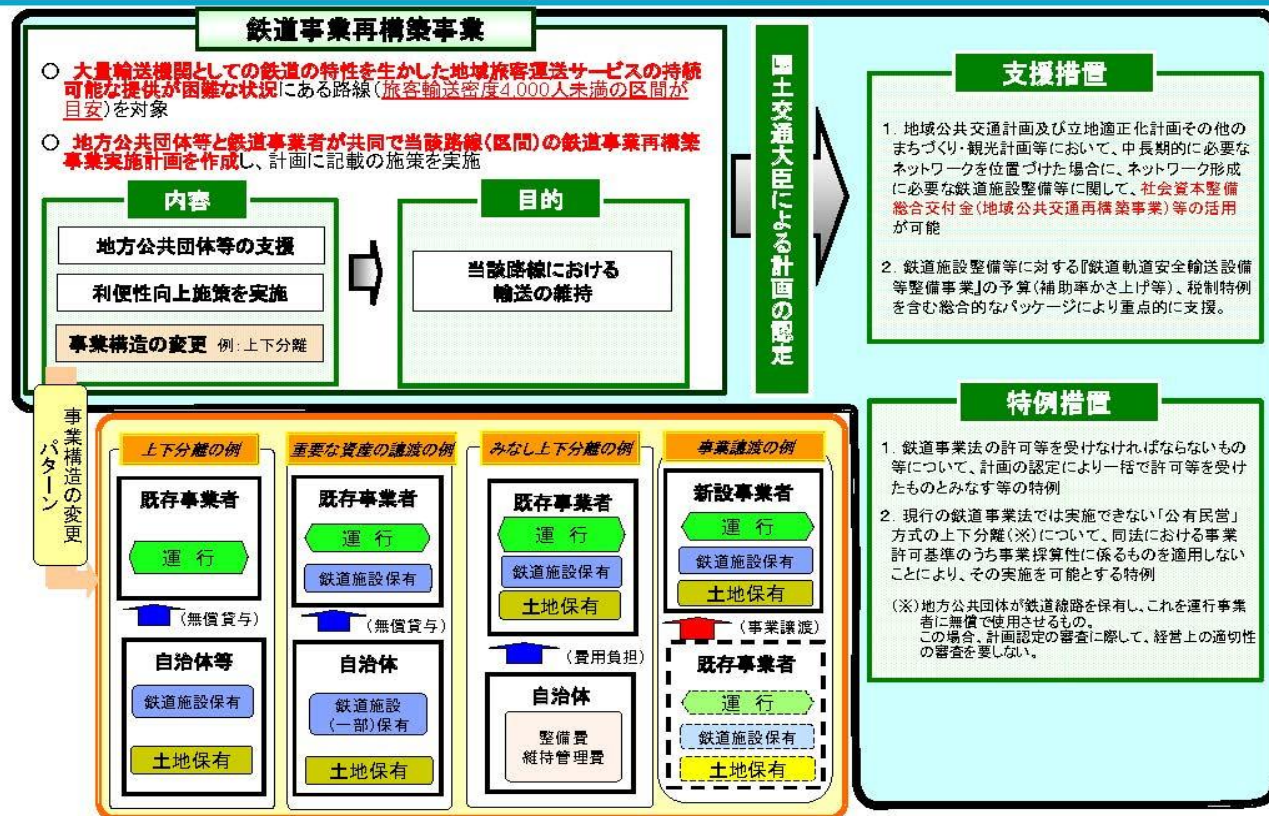 鉄道事業再構築事業
○ 大量輸送機関としての鉄道の特性を生かした地域旅客運送サービスの持続
可能な提供が困難な状況にある路線(旅客輸送密度4,000人未満の区間が
目安)を対象
○ 地方公共団体等と鉄道事業者が共同で当該路線(区間)の鉄道事業再構築
事業実施計画を作成し、計画に記載の施策を実施
内容
地方公共団体等の支援
利便性向上施策を実施
事業構造の変更 例:上下分離
目的
当該路線における
輸送の維持
国土交通大臣による計画の認定
支援措置
1. 地域公共交通計画及び立地適正化計画その他の
まちづくり・観光計画等において、中長期的に必要な
ネットワークを位置づけた場合に、ネットワーク形成
に必要な鉄道施設整備等に関して、社会資本整備
総合交付金(地域公共交通再構築事業)等の活用
が可能
2. 鉄道施設整備等に対する『鉄道軌道安全輸送設備
等整備事業』の予算(補助率かさ上げ等)、税制特例
を含む総合的なパッケージにより重点的に支援。
特例措置
1. 鉄道事業法の許可等を受けなければならないもの
等について、計画の認定により一括で許可等を受け
たものとみなす等の特例
2. 現行の鉄道事業法では実施できない「公有民営」
方式の上下分離(※)について、同法における事業
許可基準のうち事業採算性に係るものを適用しない
ことにより、その実施を可能とする特例
(※)地方公共団体が鉄道線路を保有し、これを運行事業
者に無償で使用させるもの。
この場合、計画認定の審査に際して、経営上の適切性
の審査を要しない。
事業構造の変更
パターン
上下分離の例
既存事業者
運行
(無償貸与)
自治体等
鉄道施設保有
土地保有
重要な資産の譲渡の例
既存事業者
運行
鉄道施設保有
(無償貸与)
自治体
鉄道施設
(一部)保有
土地保有
みなし上下分離の例
既存事業者
運行
鉄道施設保有
土地保有
(費用負担)
自治体
整備費
維持管理費
事業譲渡の例
新設事業者
運行
鉄道施設保有
土地保有
(事業譲渡)
既存事業者
運行
鉄道施設保有
土地保有